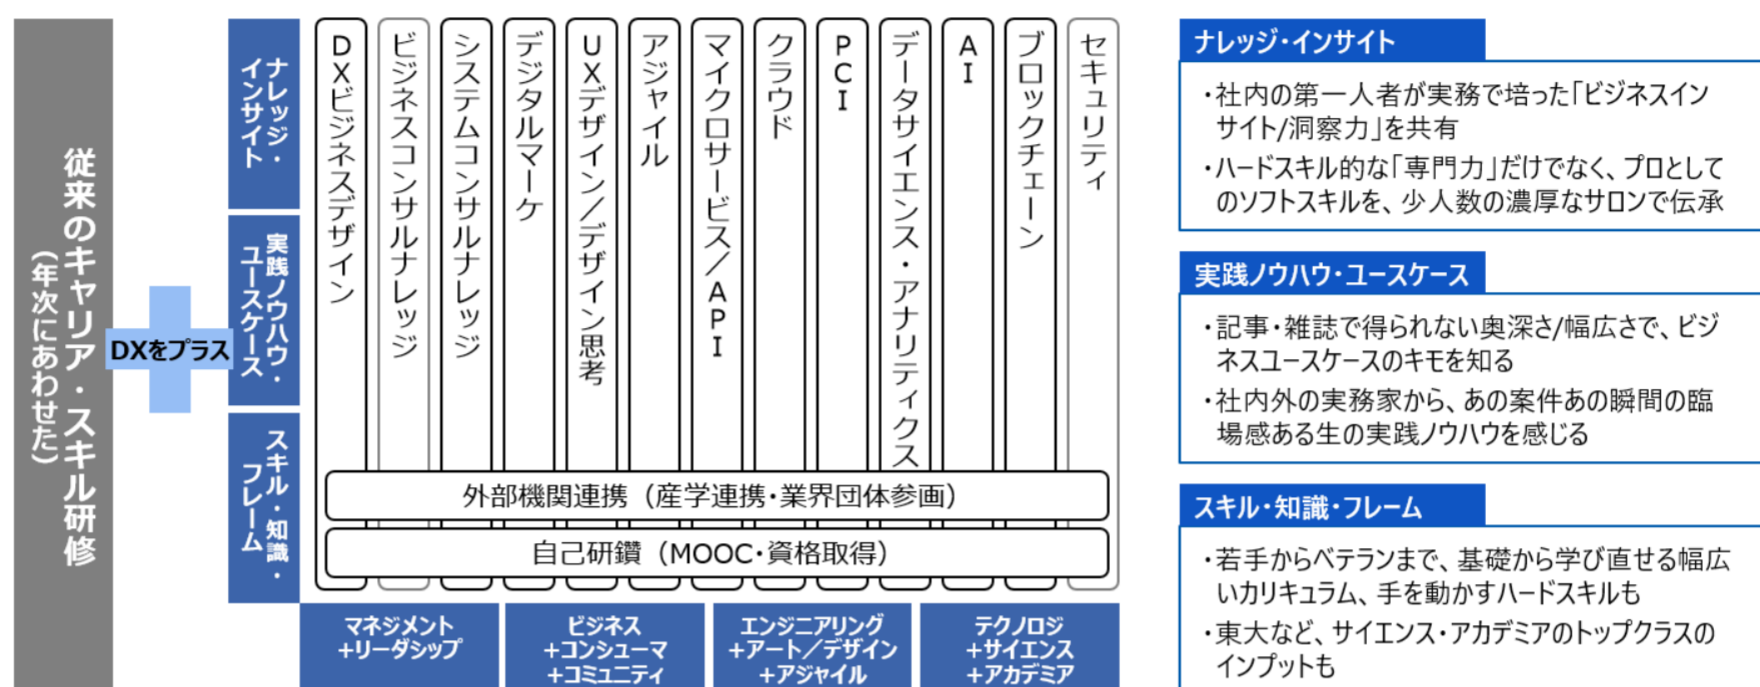 従来のキャリア・スキル研修
(年次にあわせた)
DXをプラス
ナレッジ・
インサイト
実践ノウハウ・
ユースケース
スキル・知識・
フレーム
DXビジネスデザイン
ビジネスコンサルナレッジ
システムコンサルナレッジ
デジタルマーケ
UXデザイン/デザイン思考
アジャイル
マイクロサービス/API
クラウド
PCI
データサイエンス・アナリティクス
AI
ブロックチェーン
セキュリティ
外部機関連携(産学連携・業界団体参画)
自己研鑽(MOOC・資格取得)
マネジメント
+リーダシップ
ビジネス
+コンシューマ
+コミュニティ
エンジニアリング
+アート/デザイン
+アジャイル
テクノロジ
+サイエンス
+アカデミア
ナレッジ・インサイト
・社内の第一人者が実務で培った「ビジネスイン
サイト/洞察力」を共有
・ハードスキル的な「専門力」だけでなく、プロとして
のソフトスキルを、少人数の濃厚なサロンで伝承
実践ノウハウ・ユースケース
・記事・雑誌で得られない奥深さ/幅広さで、ビジ
ネスユースケースのキモを知る
・社内外の実務家から、あの案件あの瞬間の臨
場感ある生の実践ノウハウを感じる
スキル・知識・フレーム
・若手からベテランまで、基礎から学び直せる幅広
いカリキュラム、手を動かすハードスキルも
・東大など、サイエンス・アカデミアのトップクラスの
インプットも